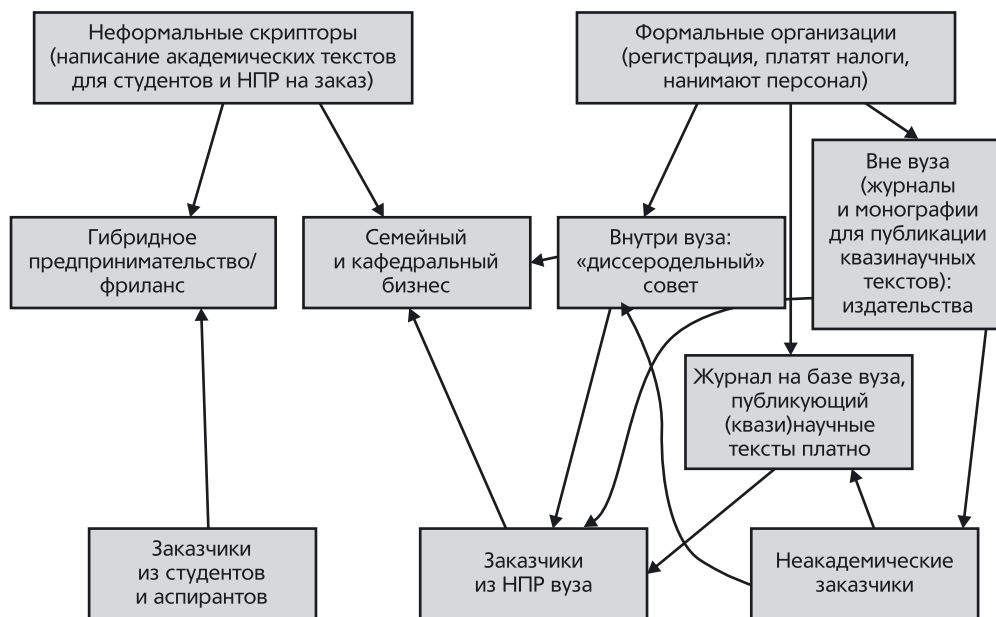 Неформальные скрипторы
(написание академических текстов
для студентов и НПР на заказ)
Формальные организации
(регистрация, платят налоги,
нанимают персонал)
Вне вуза
(журналы
и монографии
для публикации
квазинаучных
текстов):
издательства
Гибридное
предпринимательство/
фриланс
Семейный
и кафедральный
бизнес
Внутри вуза:
«диссеродельный»
совет
Журнал на базе вуза,
публикующий
(квази)научные
тексты платно
Заказчики
из студентов
и аспирантов
Заказчики
из НПР вуза
Неакадемические
заказчики